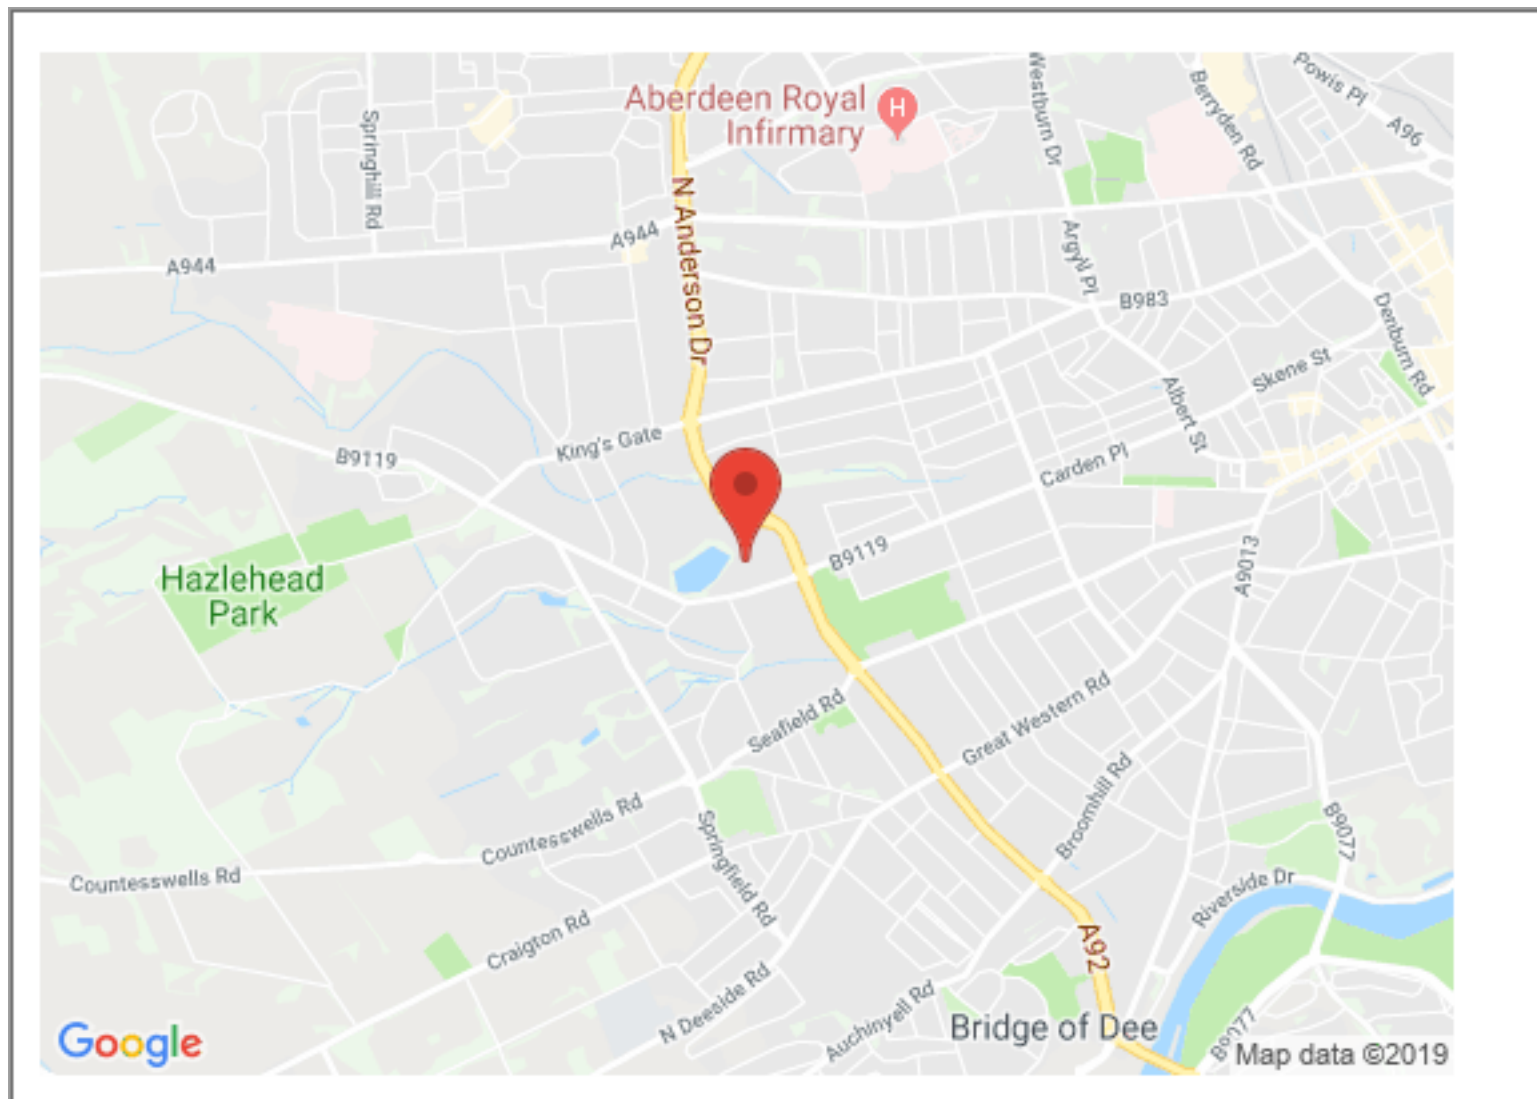 Powis Pl
Westburn Dr
Berryden Rd
Aberdeen Royal
Infirmary
H
A96
Springhill Rd
N Anderson Dr
A944
A944
Argyll Pl
B983
Denburn Rd
Skene St
Albert St
King's Gate
B9119
Carden Pl
B9119
A9013
Hazlehead
Park
Seafield Rd
Great Western Rd
Broomhill Rd
Countesswells Rd
Countesswells Rd
Springfield Rd
B9077
Riverside Dr
Craigton Rd
A92
N Deeside Rd
Auchinyell Rd
Bridge of Dee
B9077
Google
Map data ©2019